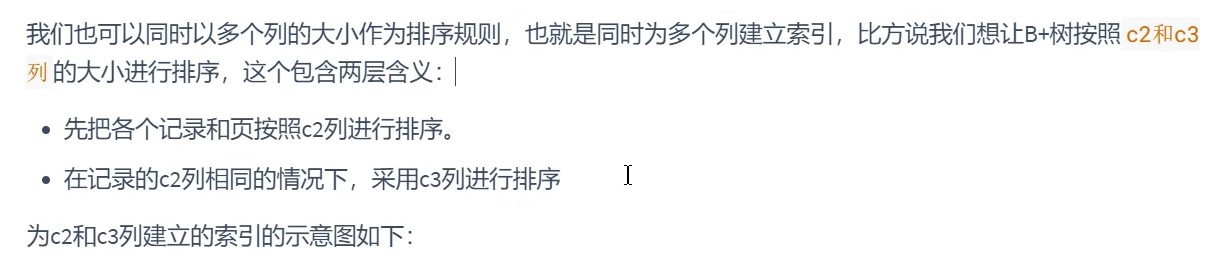 我们也可以同时以多个列的大小作为排序规则，也就是同时为多个列建立索引，比方说我们想让B+树按照 c2和c3
列 的大小进行排序，这个包含两层含义：
• 先把各个记录和页按照c2列进行排序。
• 在记录的c2列相同的情况下，采用c3列进行排序
为c2和c3列建立的索引的示意图如下：